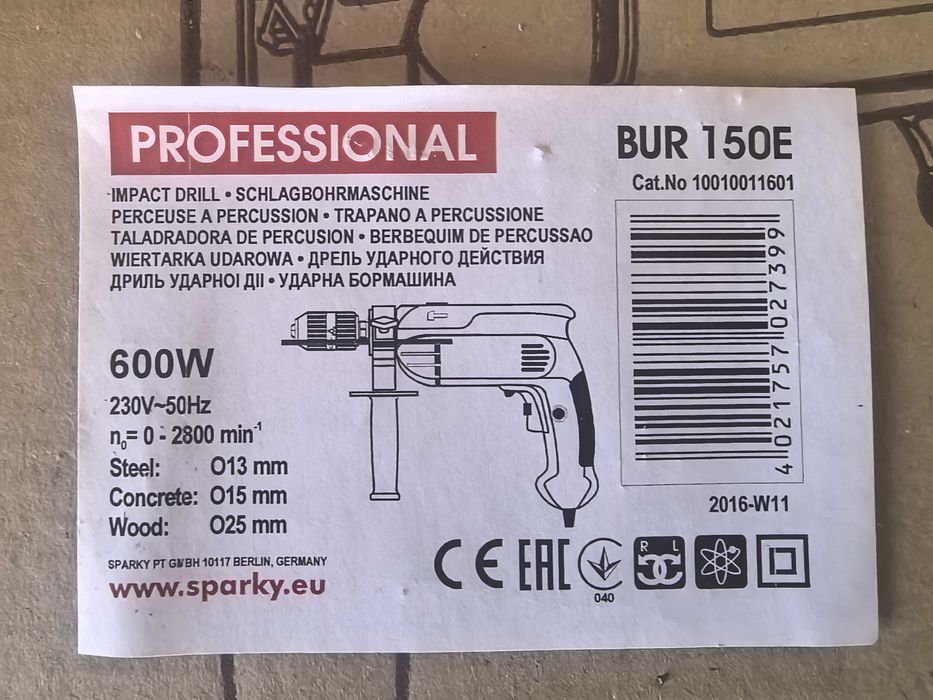 PROFESSIONAL
BUR 150E
Cat.No 10010011601
IMPACT DRILL • SCHLAGBOHRMASCHINE
PERCEUSE A PERCUSSION • TRAPANO A PERCUSSIONE
TALADRADORA DE PERCUSION • BERBEQUIM DE PERCUSSAO
WIERTARKA UDAROWA • ДРЕЛЬ УДАРНОГО ДЕЙСТВИЯ
ДРИЛЬ УДАРНОІ ДІІ • УДАРНА БОРМАШИНА
600W
230V~50Hz
n₀= 0 - 2800 min⁻¹
Steel: O13 mm
Concrete: O15 mm
Wood: O25 mm
4 021757 027399
2016-W11
SPARKY PT GMBH 10117 BERLIN, GERMANY
www.sparky.eu
CE EAC
040
R L